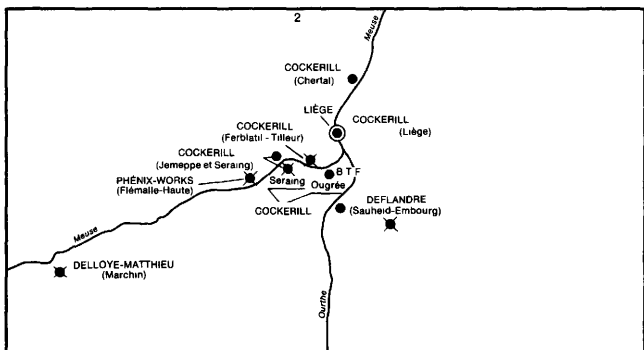 2
Meuse
COCKERILL
(Chertal)
LIÈGE
COCKERILL
(Liège)
COCKERILL
(Ferblatil - Tilleur)
COCKERILL
(Jemeppe et Seraing)
PHÉNIX-WORKS
(Flémalle-Haute)
Seraing
B T F
Ougrée
COCKERILL
DEFLANDRE
(Sauheid-Embourg)
Meuse
DELLOYE-MATTHIEU
(Marchin)
Ourthe